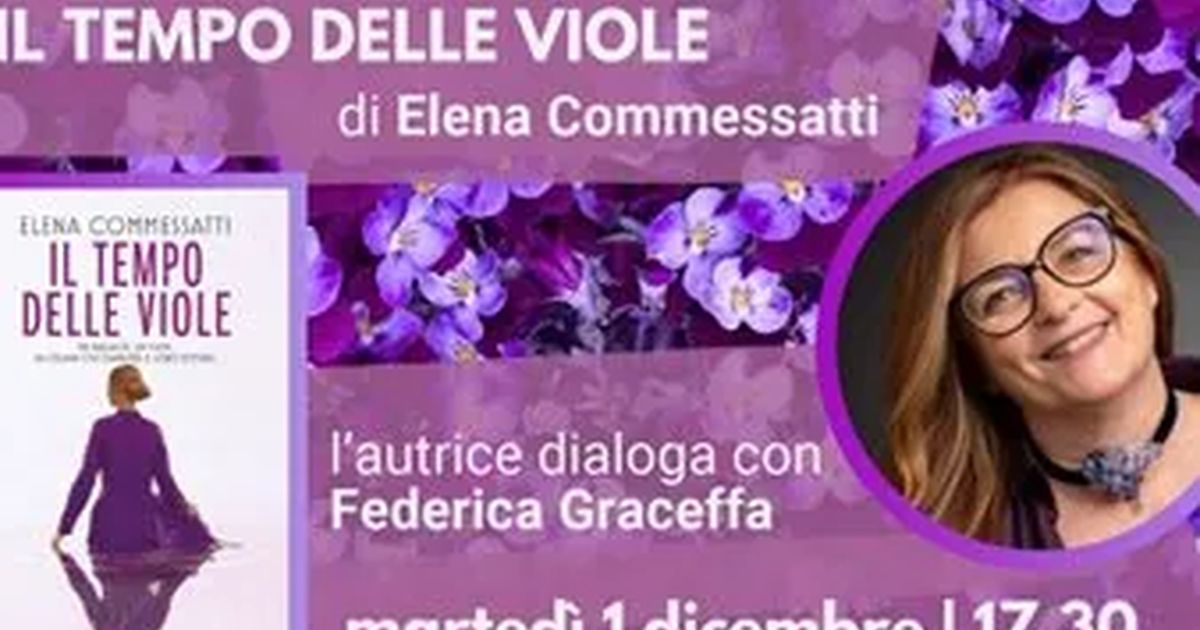 IL TEMPO DELLE VIOLE
di Elena Commessatti
ELENA COMMESSATTI
IL TEMPO
DELLE VIOLE
l'autrice dialoga con
Federica Graceffa
martedì 1 dicembre | 17.30